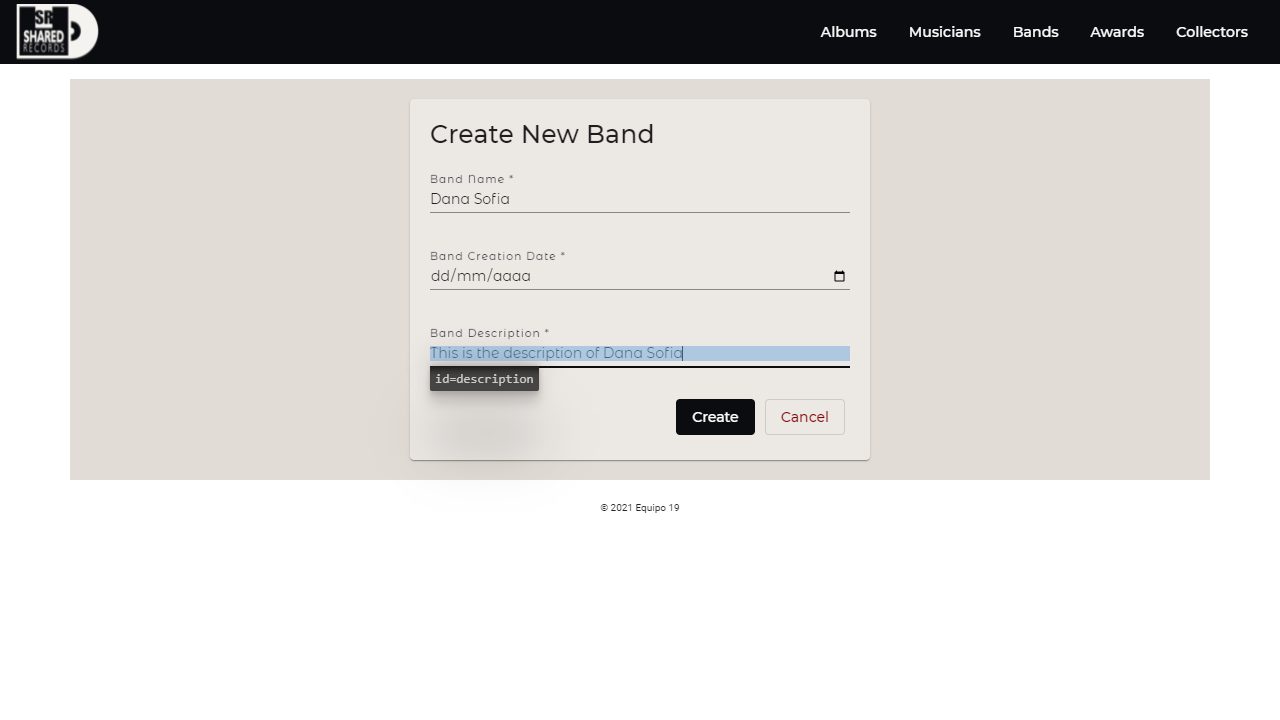 SR
SHARED
RECORDS
Albums Musicians Bands Awards Collectors
Create New Band
Band Name *
Dana Sofia
Band Creation Date *
dd/mm/aaaa
Band Description *
This is the description of Dana Sofia
id=description
Create Cancel
© 2021 Equipo 19